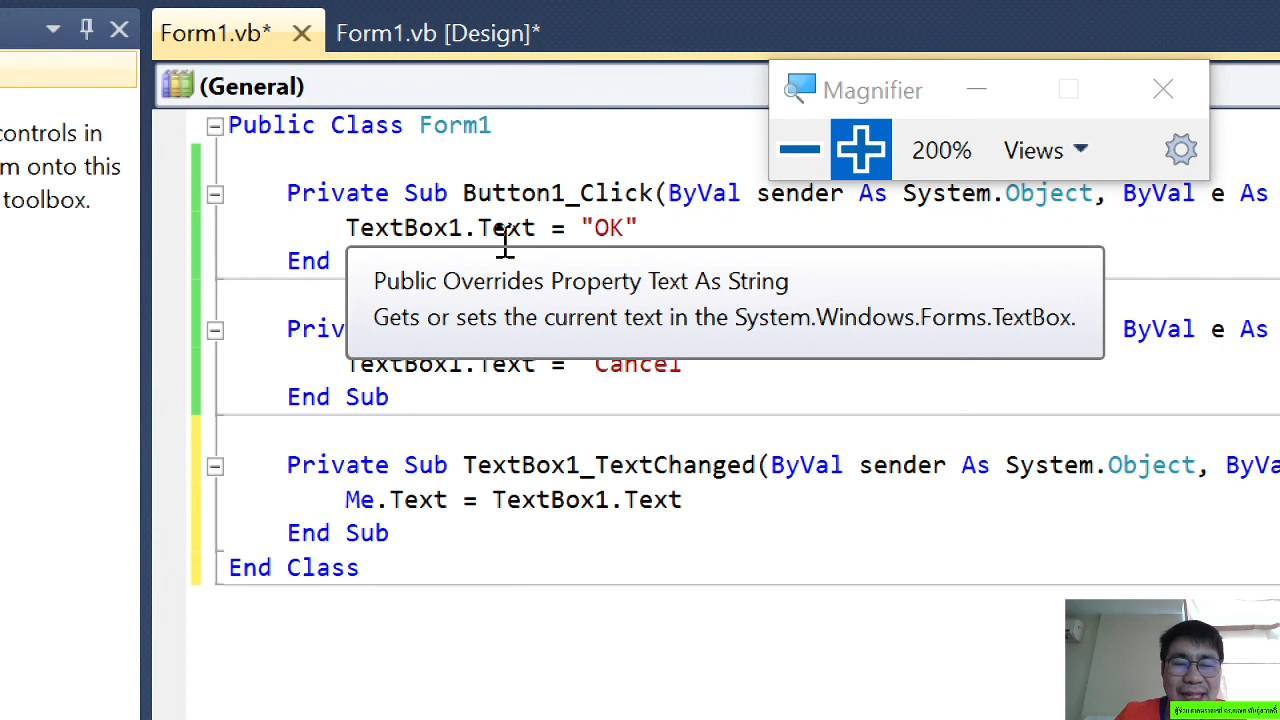 Form1.vb*
Form1.vb [Design]*
(General)
Magnifier
200%
Views
controls in
m onto this
toolbox.
Public Class Form1
Private Sub Button1_Click(ByVal sender As System.Object, ByVal e As
TextBox1.Text = "OK"
End
Public Overrides Property Text As String
Gets or sets the current text in the System.Windows.Forms.TextBox.
Priv
ByVal e As
TextBox1.Text = "Cancel"
End Sub
Private Sub TextBox1_TextChanged(ByVal sender As System.Object, ByVa
Me.Text = TextBox1.Text
End Sub
End Class